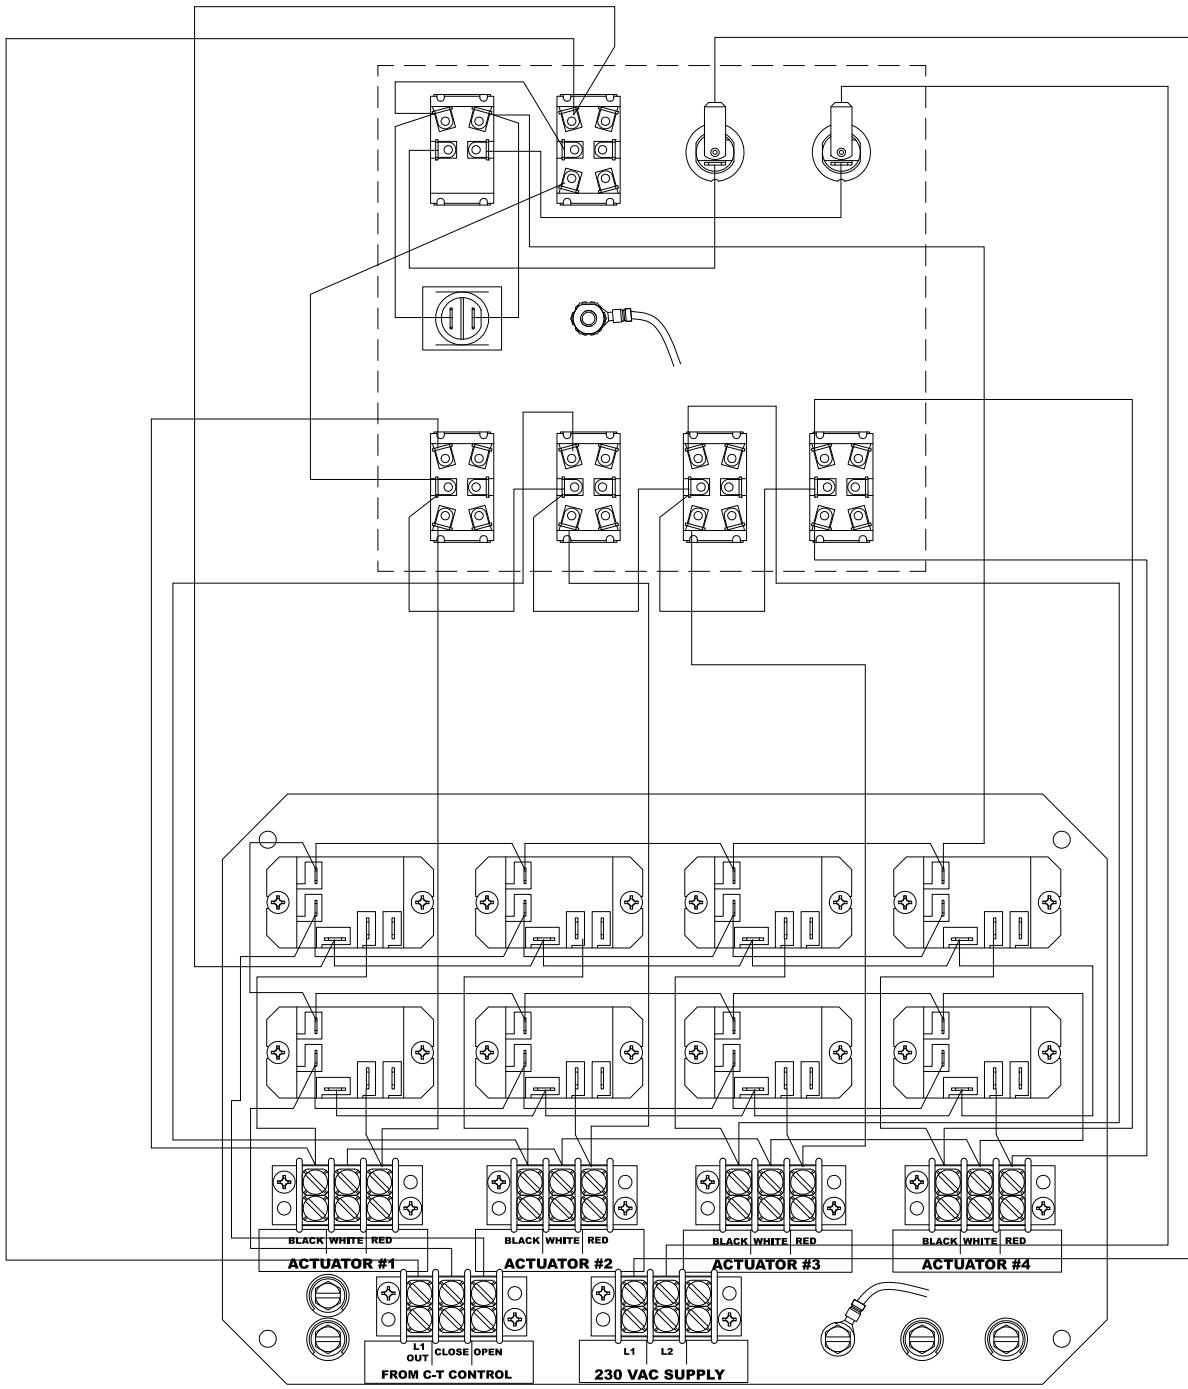 BLACK WHITE RED
ACTUATOR #1
BLACK WHITE RED
ACTUATOR #2
BLACK WHITE RED
ACTUATOR #3
BLACK WHITE RED
ACTUATOR #4
L1 OUT CLOSE OPEN
FROM C-T CONTROL
L1 L2
230 VAC SUPPLY